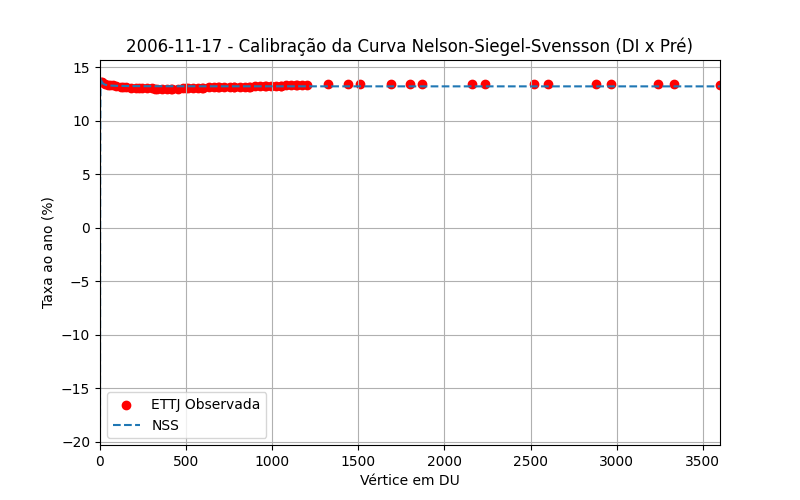 2006-11-17 - Calibração da Curva Nelson-Siegel-Svensson (DI x Pré)
Taxa ao ano (%)
15
10
5
0
−5
−10
−15
−20
ETTJ Observada
NSS
0 500 1000 1500 2000 2500 3000 3500
Vértice em DU